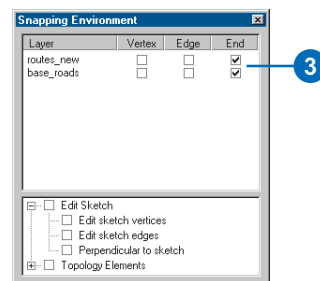 Snapping Environment
Layer Vertex Edge End
routes_new
3
base_roads
Edit Sketch
Edit sketch vertices
Edit sketch edges
Perpendicular to sketch
Topology Elements